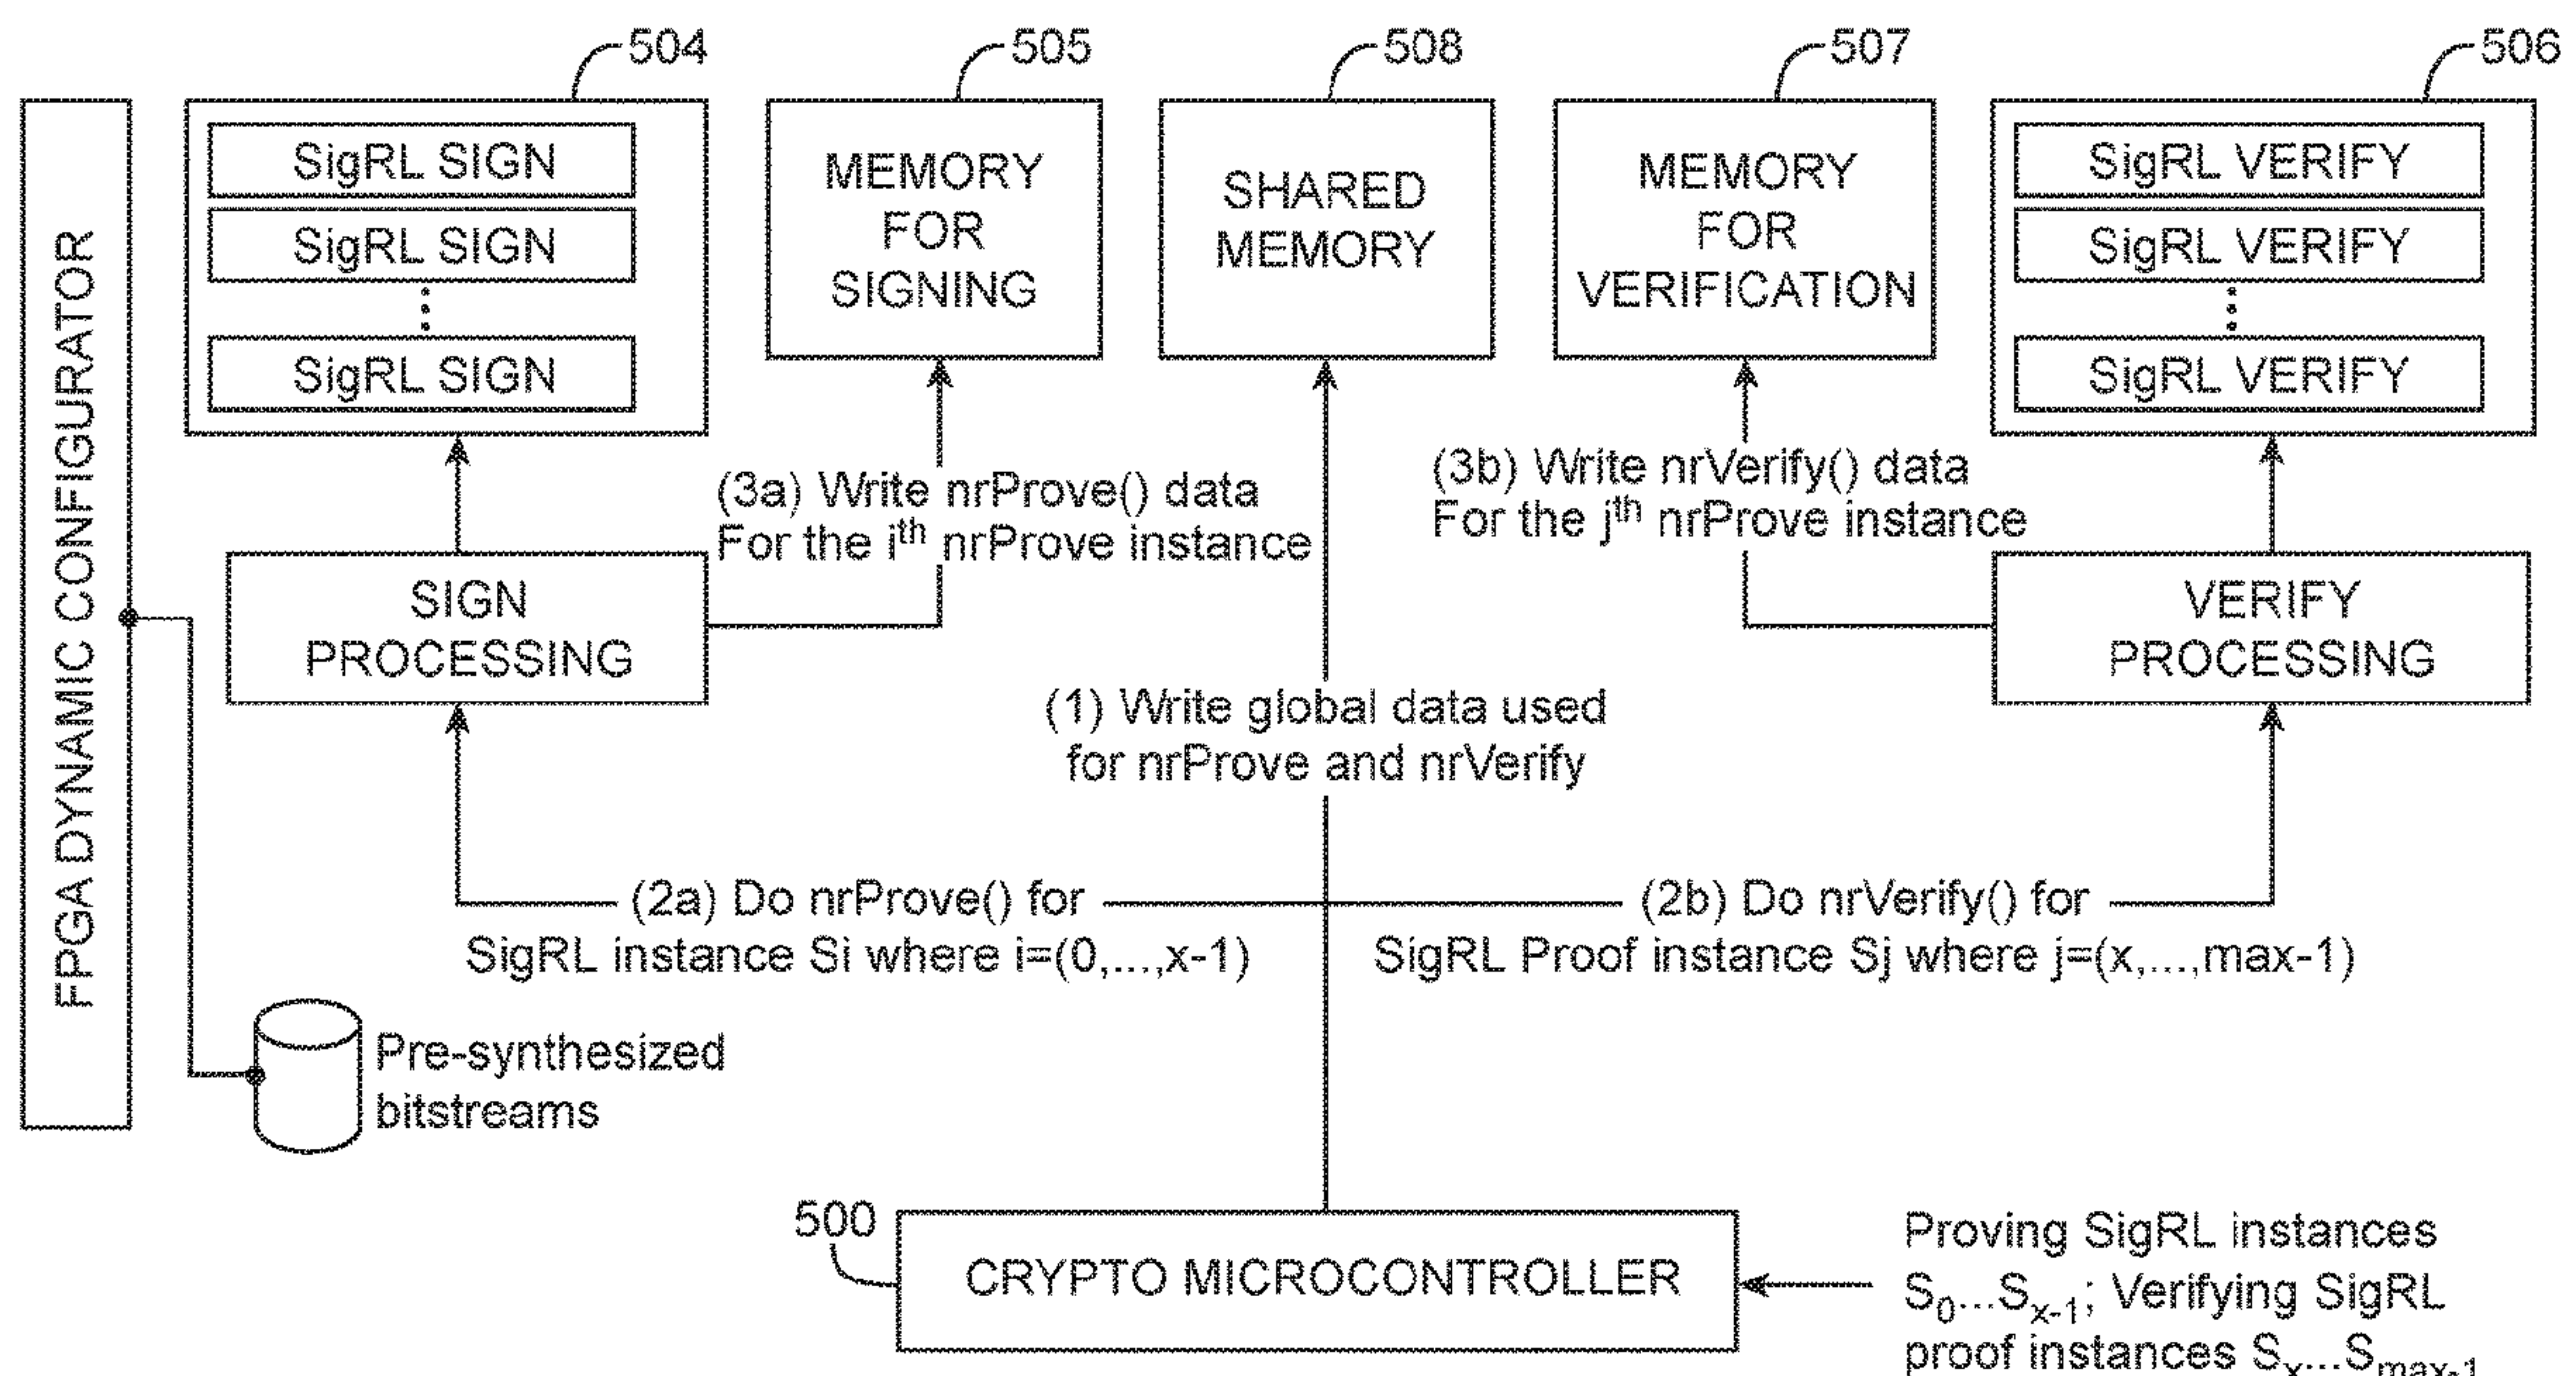 504
505
508
507
506
FPGA DYNAMIC CONFIGURATOR
SigRL SIGN
SigRL SIGN
SigRL SIGN
MEMORY
FOR
SIGNING
SHARED
MEMORY
MEMORY
FOR
VERIFICATION
SigRL VERIFY
SigRL VERIFY
SigRL VERIFY
(3a) Write nrProve() data
For the ith nrProve instance
(3b) Write nrVerify() data
For the jth nrProve instance
SIGN
PROCESSING
VERIFY
PROCESSING
(1) Write global data used
for nrProve and nrVerify
(2a) Do nrProve() for
SigRL instance Si where i=(0,...,x-1)
(2b) Do nrVerify() for
SigRL Proof instance Sj where j=(x,...,max-1)
Pre-synthesized
bitstreams
500
CRYPTO MICROCONTROLLER
Proving SigRL instances
S0...Sx-1; Verifying SigRL
proof instances Sx...Smax-1